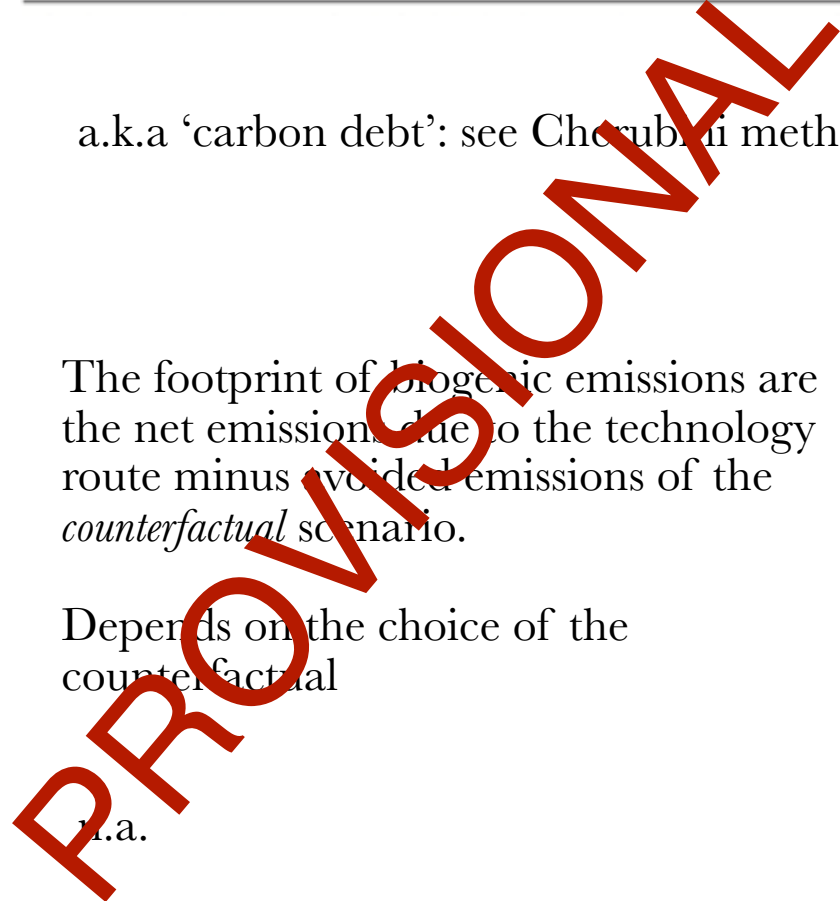 a.k.a ‘carbon debt’: see Cherubini meth
The footprint of biogenic emissions are
the net emissions due to the technology
route minus avoided emissions of the
counterfactual scenario.
Depends on the choice of the
counterfactual
n.a.
PROVISIONAL